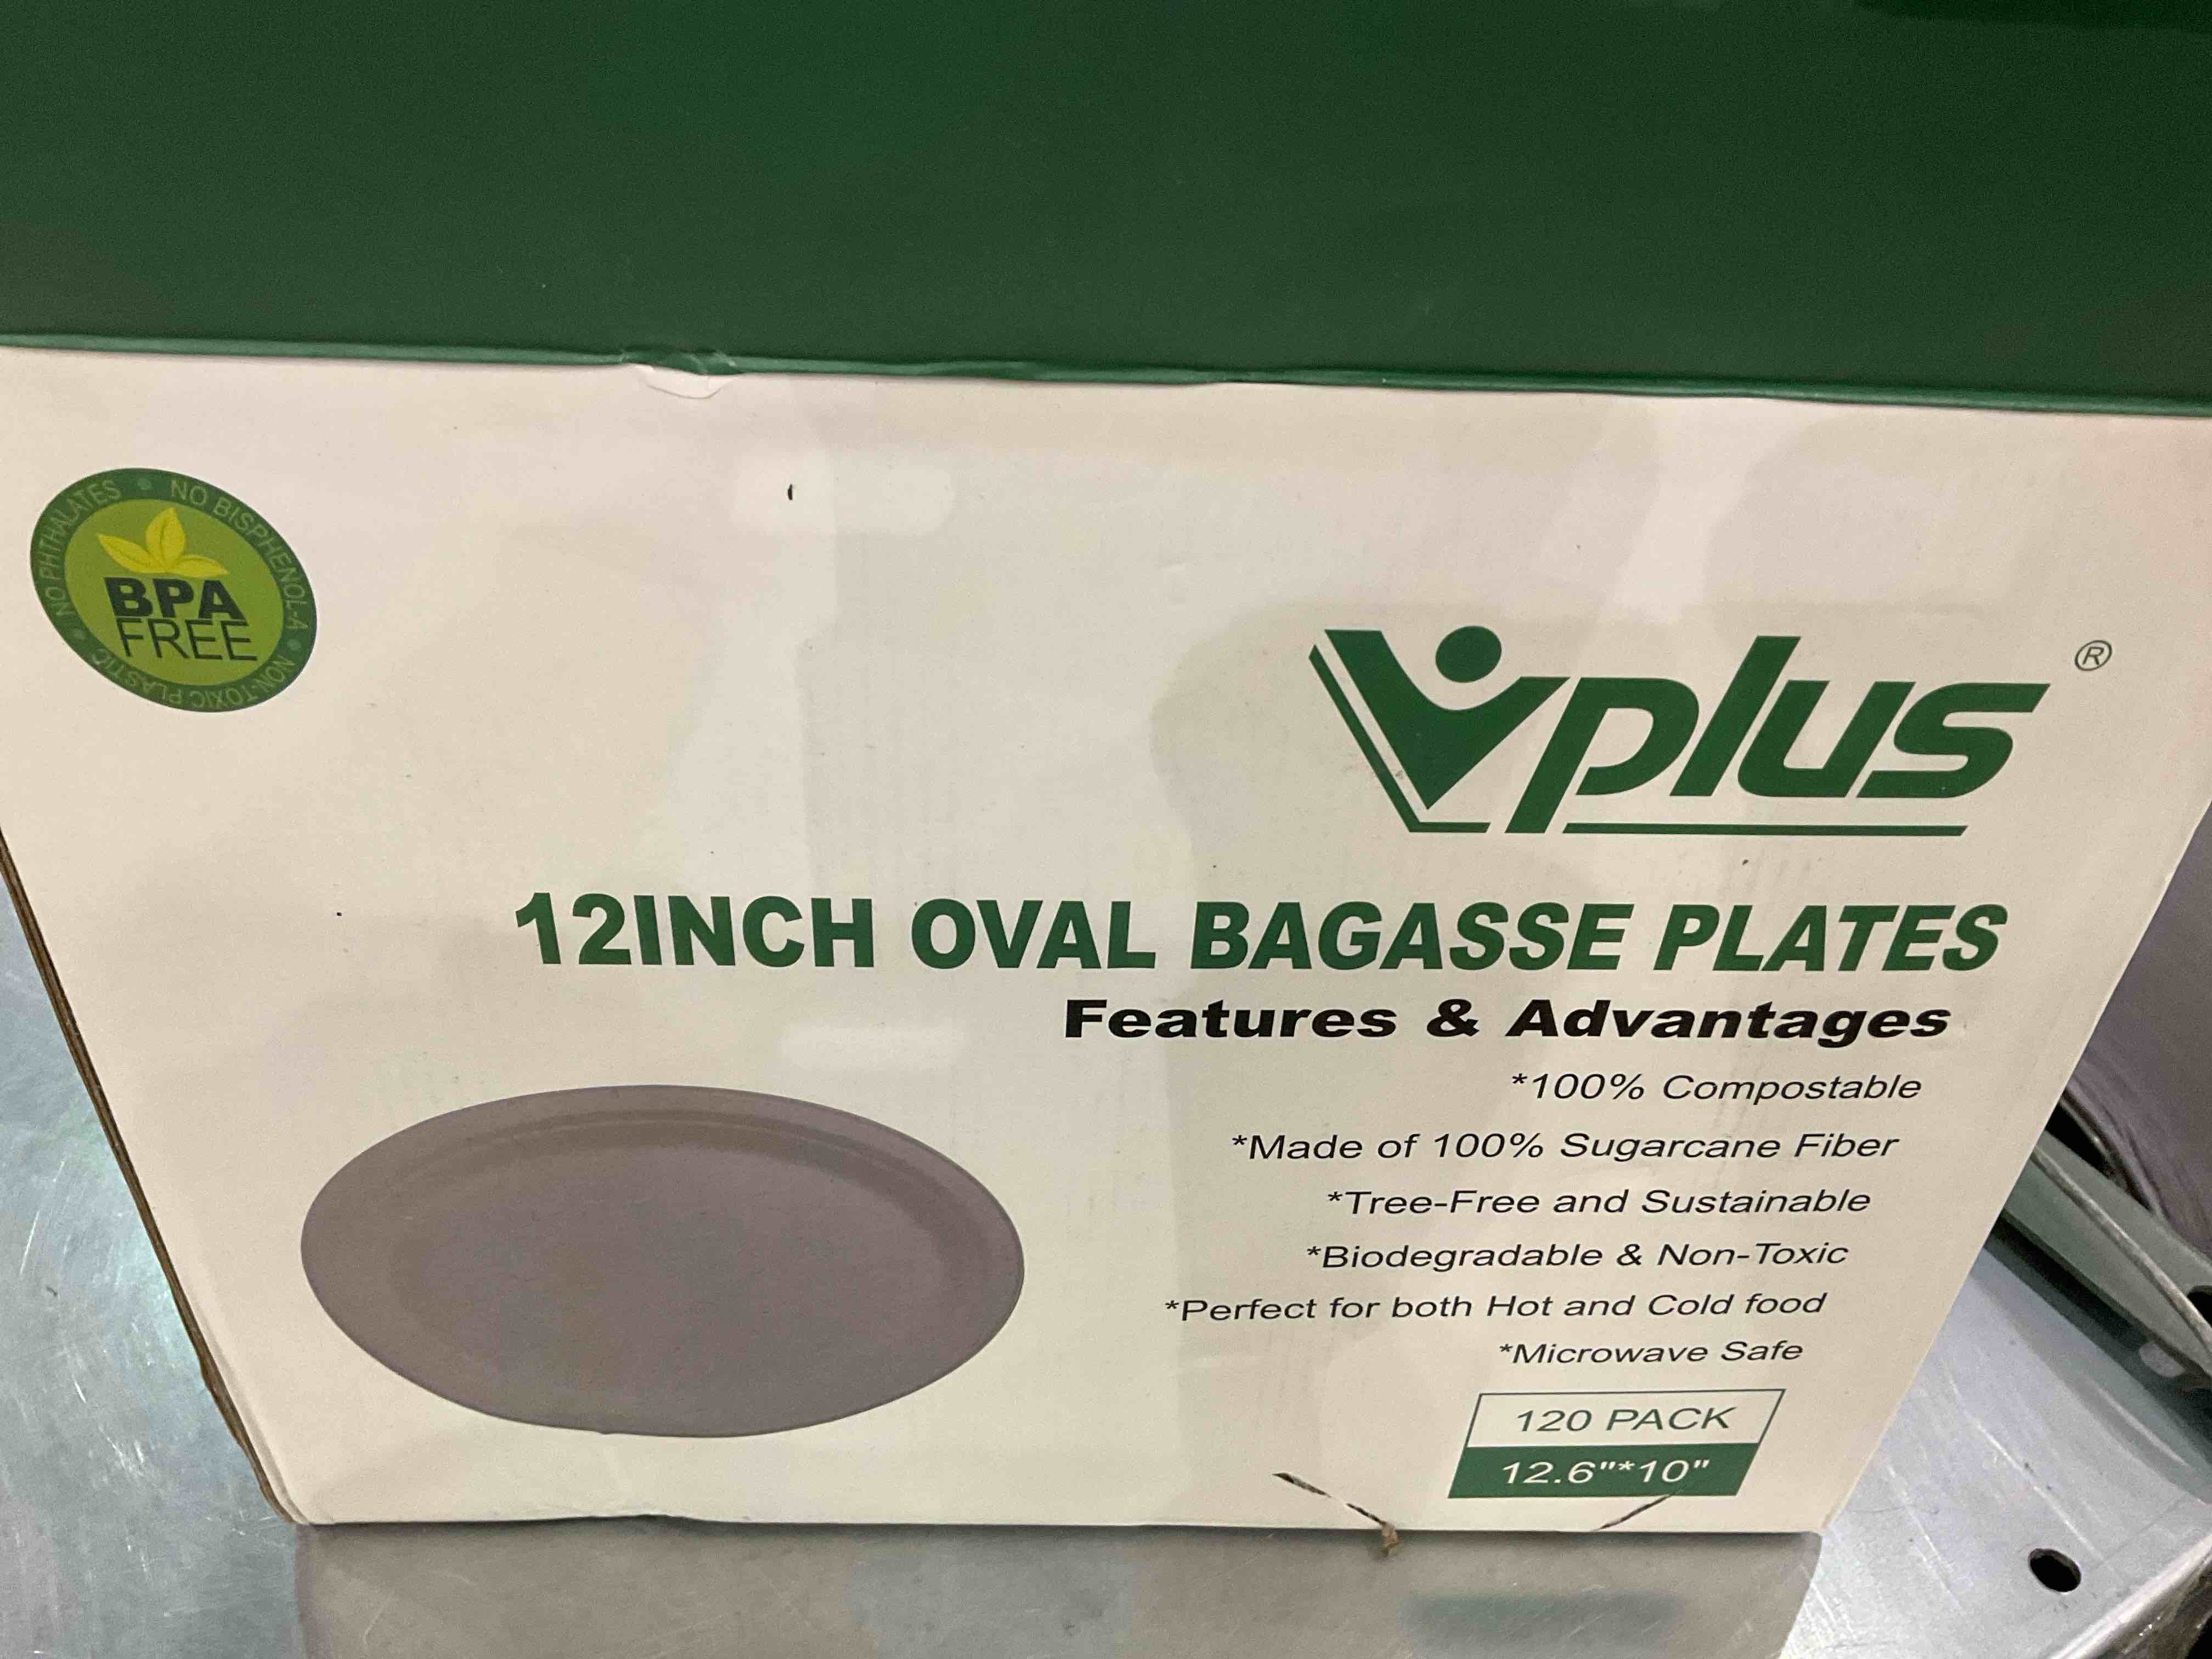 NO PHTHALATES • NO BISPHENOL-A • NON-TOXIC PLASTIC •
BPA
FREE
Vplus ®
12INCH OVAL BAGASSE PLATES
Features & Advantages
*100% Compostable
*Made of 100% Sugarcane Fiber
*Tree-Free and Sustainable
*Biodegradable & Non-Toxic
*Perfect for both Hot and Cold food
*Microwave Safe
120 PACK
12.6"*10"